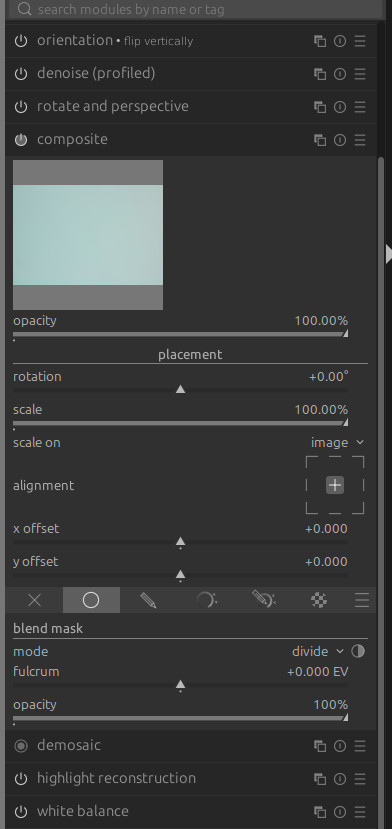 search modules by name or tag
orientation • flip vertically
denoise (profiled)
rotate and perspective
composite
opacity 100.00%
placement
rotation +0.00°
scale 100.00%
scale on image
alignment
x offset +0.000
y offset +0.000
blend mask
mode divide
fulcrum +0.000 EV
opacity 100%
demosaic
highlight reconstruction
white balance